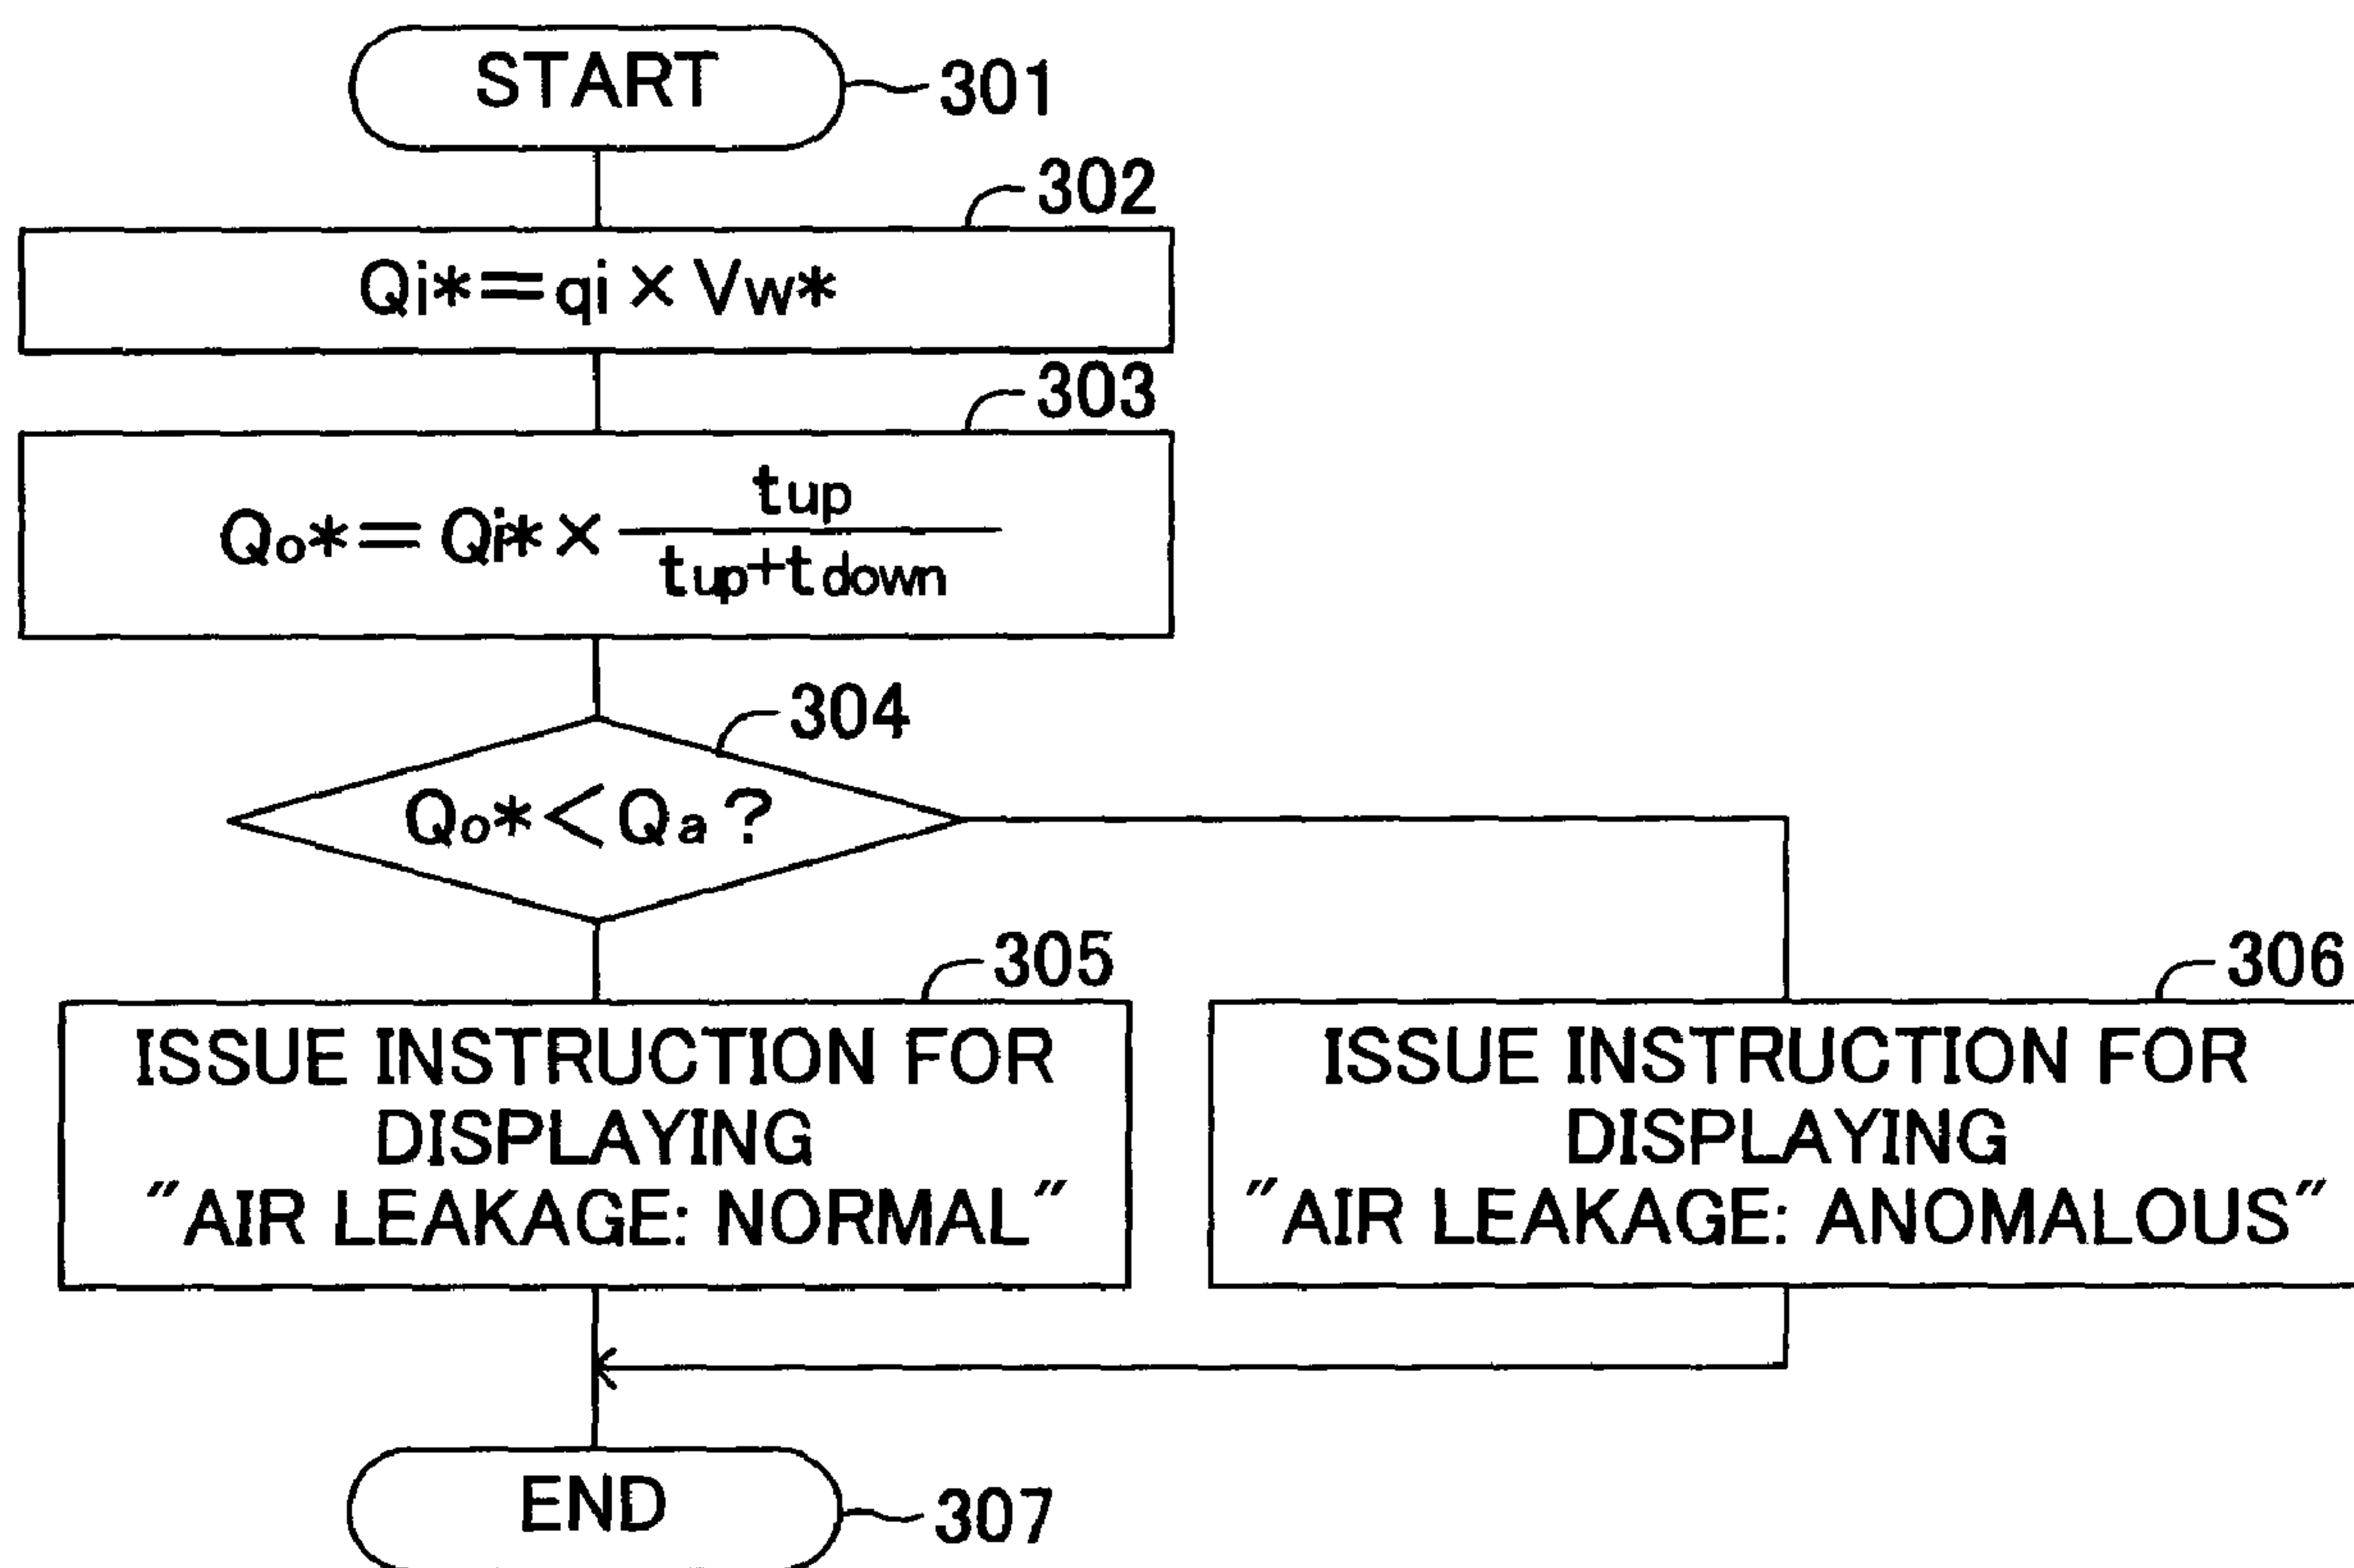 START
301
302
Qi*=qi×Vw*
303
Qo*=Qi*× tup
tup+tdown
304
Qo*<Qa?
305
ISSUE INSTRUCTION FOR
DISPLAYING
"AIR LEAKAGE: NORMAL"
306
ISSUE INSTRUCTION FOR
DISPLAYING
"AIR LEAKAGE: ANOMALOUS"
END
307